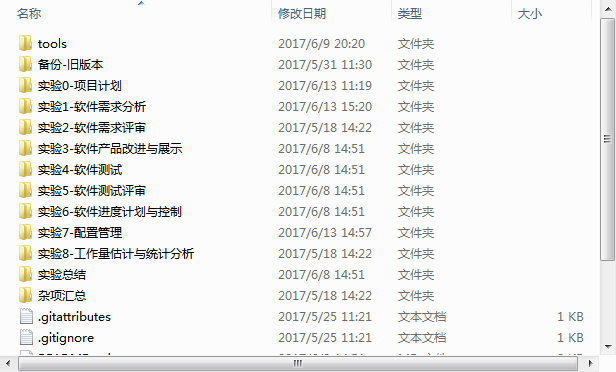 名称 修改日期 类型 大小
tools 2017/6/9 20:20 文件夹
备份-旧版本 2017/5/31 11:30 文件夹
实验0-项目计划 2017/6/13 11:19 文件夹
实验1-软件需求分析 2017/6/13 15:20 文件夹
实验2-软件需求评审 2017/5/18 14:22 文件夹
实验3-软件产品改进与展示 2017/6/8 14:51 文件夹
实验4-软件测试 2017/6/8 14:51 文件夹
实验5-软件测试评审 2017/6/8 14:51 文件夹
实验6-软件进度计划与控制 2017/6/8 14:51 文件夹
实验7-配置管理 2017/6/13 14:57 文件夹
实验8-工作量估计与统计分析 2017/5/18 14:22 文件夹
实验总结 2017/6/8 14:51 文件夹
杂项汇总 2017/5/18 14:22 文件夹
.gitattributes 2017/5/25 11:21 文本文档 1 KB
.gitignore 2017/5/25 11:21 文本文档 1 KB